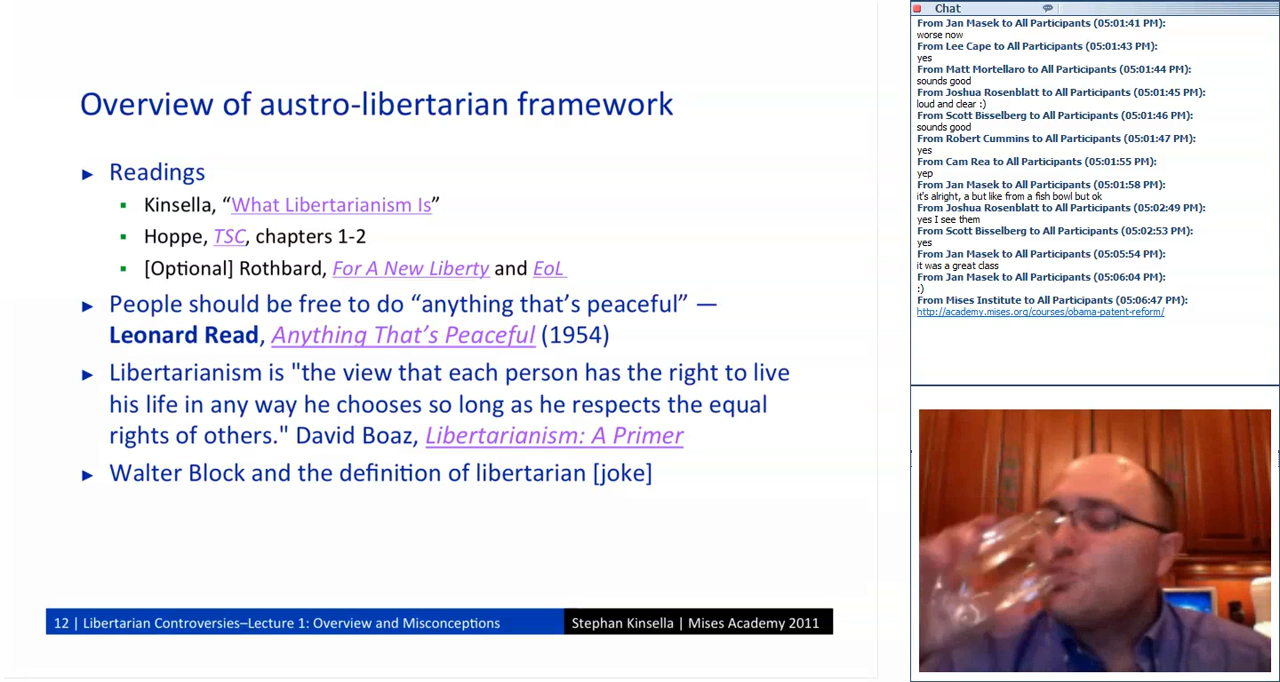 Overview of austro-libertarian framework
► Readings
▪ Kinsella, “What Libertarianism Is”
▪ Hoppe, TSC, chapters 1-2
▪ [Optional] Rothbard, For A New Liberty and EoL
► People should be free to do “anything that’s peaceful” —
Leonard Read, Anything That’s Peaceful (1954)
► Libertarianism is "the view that each person has the right to live
his life in any way he chooses so long as he respects the equal
rights of others." David Boaz, Libertarianism: A Primer
► Walter Block and the definition of libertarian [joke]
12 | Libertarian Controversies–Lecture 1: Overview and Misconceptions
Stephan Kinsella | Mises Academy 2011
Chat
From Jan Masek to All Participants (05:01:41 PM):
worse now
From Lee Cape to All Participants (05:01:43 PM):
yes
From Matt Mortellaro to All Participants (05:01:44 PM):
sounds good
From Joshua Rosenblatt to All Participants (05:01:45 PM):
loud and clear :)
From Scott Bisselberg to All Participants (05:01:46 PM):
sounds good
From Robert Cummins to All Participants (05:01:47 PM):
yes
From Cam Rea to All Participants (05:01:55 PM):
yep
From Jan Masek to All Participants (05:01:58 PM):
it's alright, a but like from a fish bowl but ok
From Joshua Rosenblatt to All Participants (05:02:49 PM):
yes I see them
From Scott Bisselberg to All Participants (05:02:53 PM):
yes
From Jan Masek to All Participants (05:05:54 PM):
it was a great class
From Jan Masek to All Participants (05:06:04 PM):
:)
From Mises Institute to All Participants (05:06:47 PM):
http://academy.mises.org/courses/obama-patent-reform/